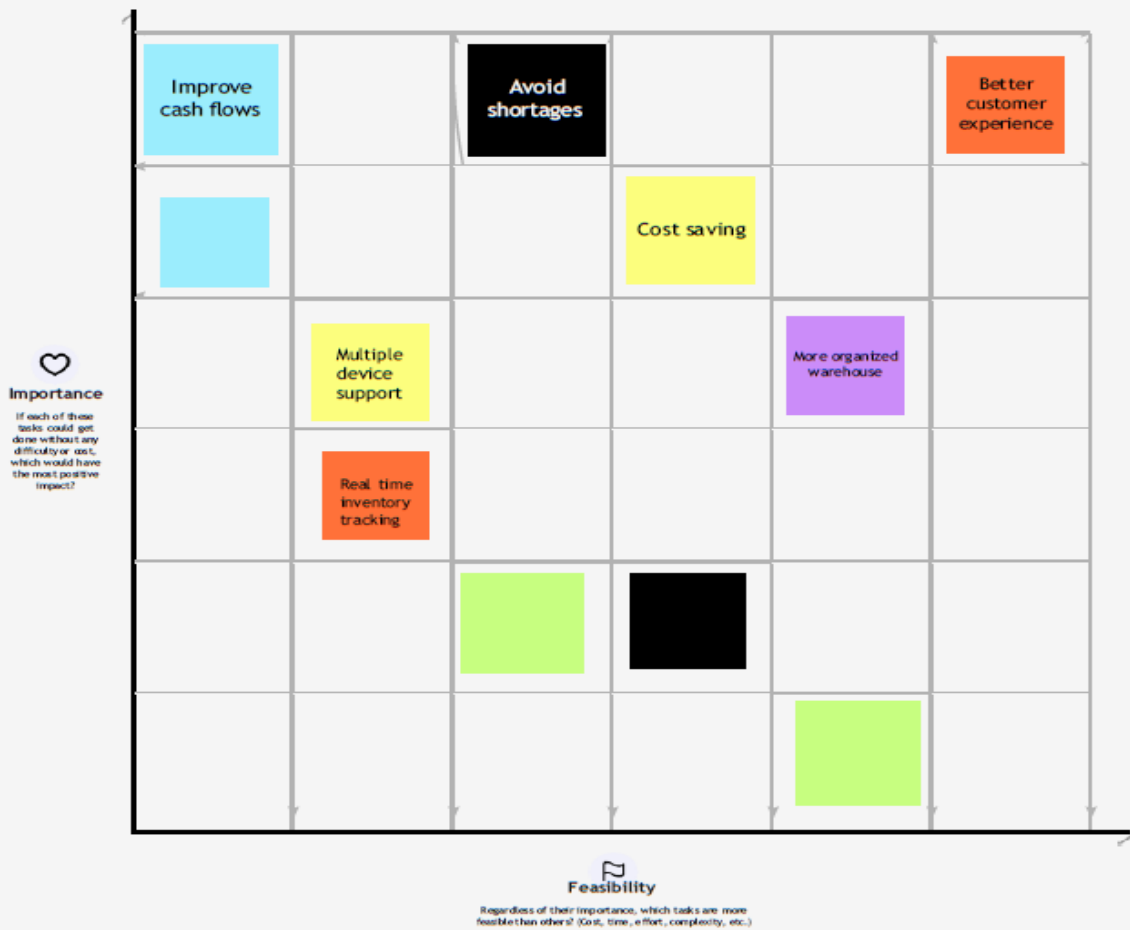 Improve
cash flows
Avoid
shortages
Better
customer
experience
Cost saving
Multiple
device
support
More organized
warehouse
Real time
inventory
tracking
Importance
If each of these
tasks could get
done without any
difficulty or cost,
which would have
the most positive
impact?
Feasibility
Regardless of their importance, which tasks are more
feasible than others? (Cost, time, effort, complexity, etc.)